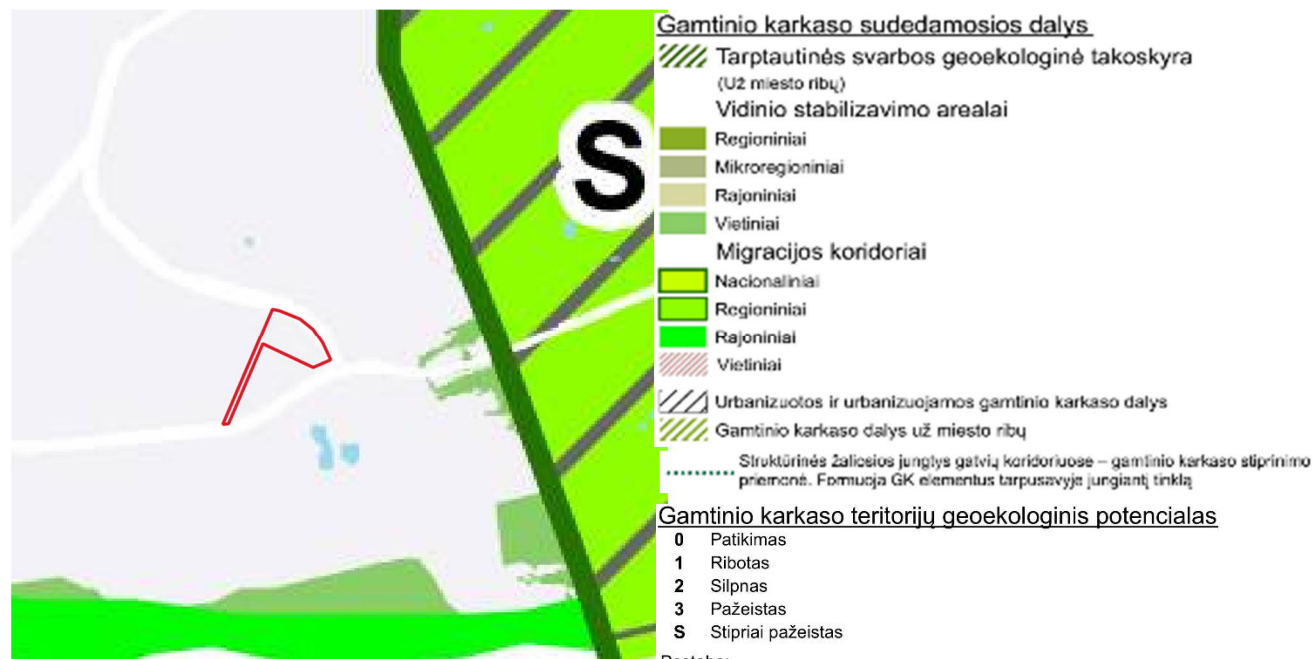 S
Gamtinio karkaso sudedamosios dalys
Tarptautinės svarbos geoekologinė takoskyra
(Už miesto ribų)
Vidinio stabilizavimo arealai
Regioniniai
Mikroregioniniai
Rajoniniai
Vietiniai
Migracijos koridoriai
Nacionaliniai
Regioniniai
Rajoniniai
Vietiniai
Urbanizuotos ir urbanizuojamos gamtinio karkaso dalys
Gamtinio karkaso dalys už miesto ribų
Struktūrinės žaliosios jungtys gatvių koridoriuose – gamtinio karkaso stiprinimo
priemonė. Formuoja GK elementus tarpusavyje jungiantį tinklą
Gamtinio karkaso teritorijų geoekologinis potencialas
0 Patikimas
1 Ribotas
2 Silpnas
3 Pažeistas
S Stipriai pažeistas